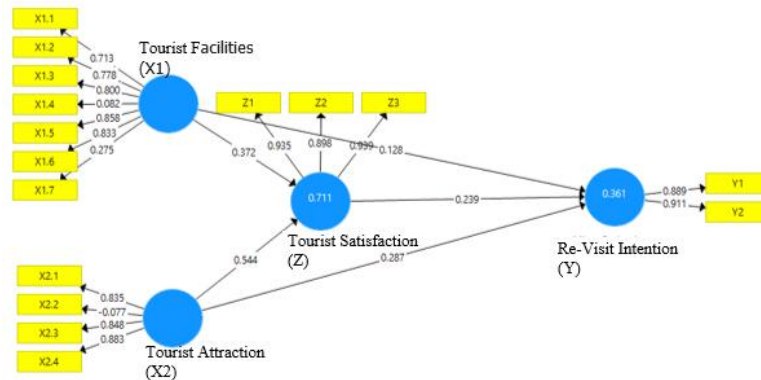 X1.1
X1.2
X1.3
X1.4
X1.5
X1.6
X1.7
0.713
0.778
0.800
0.082
0.858
0.833
0.275
Tourist Facilities
(X1)
Z1
Z2
Z3
0.935
0.898
0.939
0.372
0.128
0.711
0.239
0.361
0.889
0.911
Y1
Y2
Tourist Satisfaction
(Z)
Re-Visit Intention
(Y)
0.544
0.287
X2.1
X2.2
X2.3
X2.4
0.835
-0.077
0.848
0.883
Tourist Attraction
(X2)